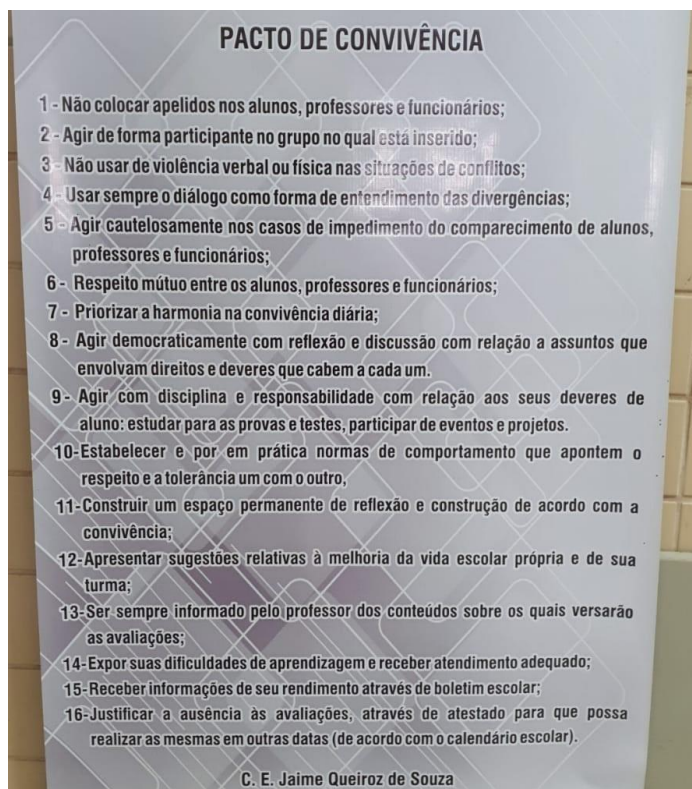 PACTO DE CONVIVÊNCIA
1 - Não colocar apelidos nos alunos, professores e funcionários;
2 - Agir de forma participante no grupo no qual está inserido;
3 - Não usar de violência verbal ou física nas situações de conflitos;
4 - Usar sempre o diálogo como forma de entendimento das divergências;
5 - Agir cautelosamente nos casos de impedimento do comparecimento de alunos,
professores e funcionários;
6 - Respeito mútuo entre os alunos, professores e funcionários;
7 - Priorizar a harmonia na convivência diária;
8 - Agir democraticamente com reflexão e discussão com relação a assuntos que
envolvam direitos e deveres que cabem a cada um.
9- Agir com disciplina e responsabilidade com relação aos seus deveres de
aluno: estudar para as provas e testes, participar de eventos e projetos.
10-Estabelecer e por em prática normas de comportamento que apontem o
respeito e a tolerância um com o outro,
11-Construir um espaço permanente de reflexão e construção de acordo com a
convivência;
12-Apresentar sugestões relativas à melhoria da vida escolar própria e de sua
turma;
13-Ser sempre informado pelo professor dos conteúdos sobre os quais versarão
as avaliações;
14-Expor suas dificuldades de aprendizagem e receber atendimento adequado;
15-Receber informações de seu rendimento através de boletim escolar;
16-Justificar a ausência às avaliações, através de atestado para que possa
realizar as mesmas em outras datas (de acordo com o calendário escolar).
C. E. Jaime Queiroz de Souza